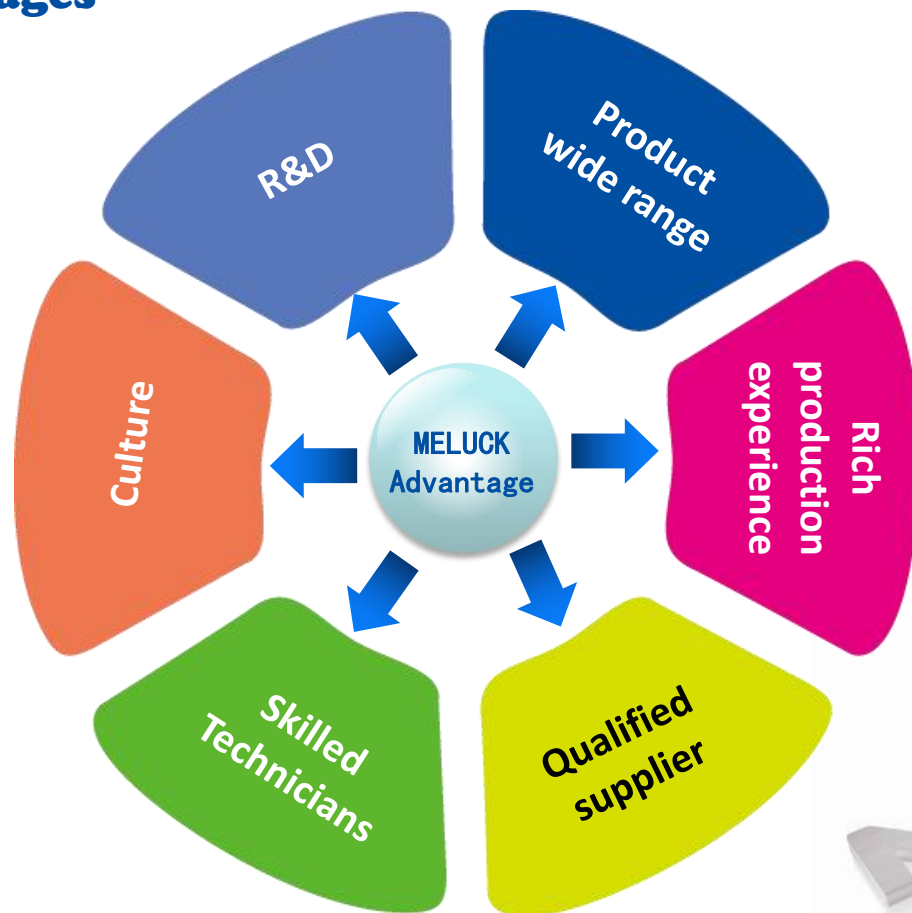 R&D
Product
wide range
Rich
production
experience
Qualified
supplier
Skilled
Technicians
Culture
MELUCK
Advantage